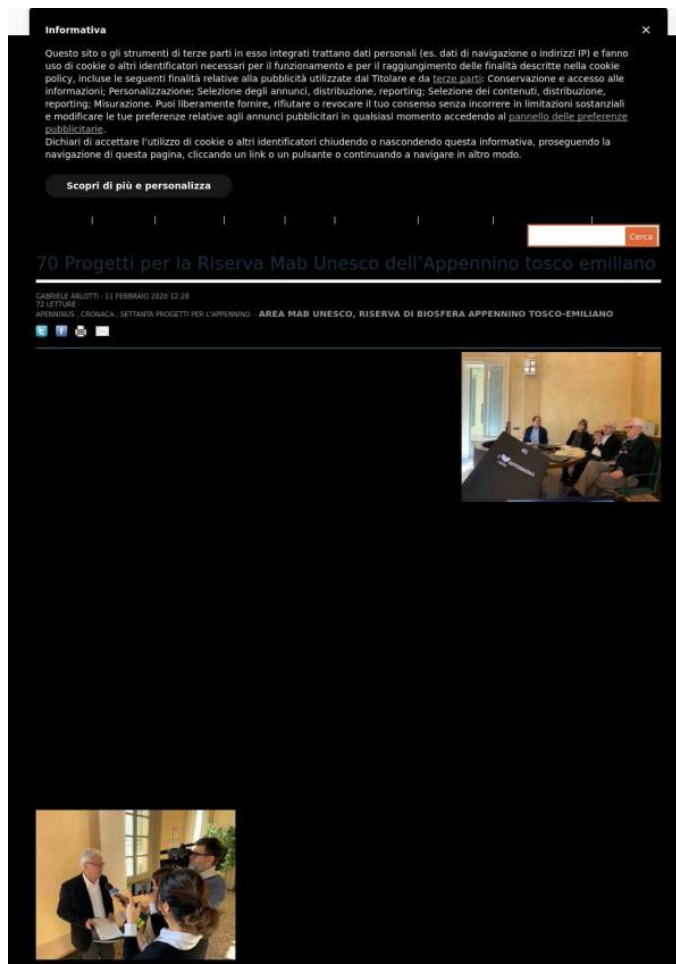 Informativa
×
Questo sito o gli strumenti di terze parti in esso integrati trattano dati personali (es. dati di navigazione o indirizzi IP) e fanno
uso di cookie o altri identificatori necessari per il funzionamento e per il raggiungimento delle finalità descritte nella cookie
policy, incluse le seguenti finalità relative alla pubblicità utilizzate dal Titolare e da terze parti: Conservazione e accesso alle
informazioni; Personalizzazione; Selezione degli annunci, distribuzione, reporting; Selezione dei contenuti, distribuzione,
reporting; Misurazione. Puoi liberamente fornire, rifiutare o revocare il tuo consenso senza incorrere in limitazioni sostanziali
e modificare le tue preferenze relative agli annunci pubblicitari in qualsiasi momento accedendo al pannello delle preferenze
pubblicitarie.
Dichiari di accettare l'utilizzo di cookie o altri identificatori chiudendo o nascondendo questa informativa, proseguendo la
navigazione di questa pagina, cliccando un link o un pulsante o continuando a navigare in altro modo.
Scopri di più e personalizza
Cerca
70 Progetti per la Riserva Mab Unesco dell'Appennino tosco emiliano
GABRIELE ARLOTTI - 11 FEBBRAIO 2020 12:28
72 LETTURE -
APENNINUS , CRONACA , SETTANTA PROGETTI PER L'APPENNINO - AREA MAB UNESCO, RISERVA DI BIOSFERA APPENNINO TOSCO-EMILIANO
APPENNINO